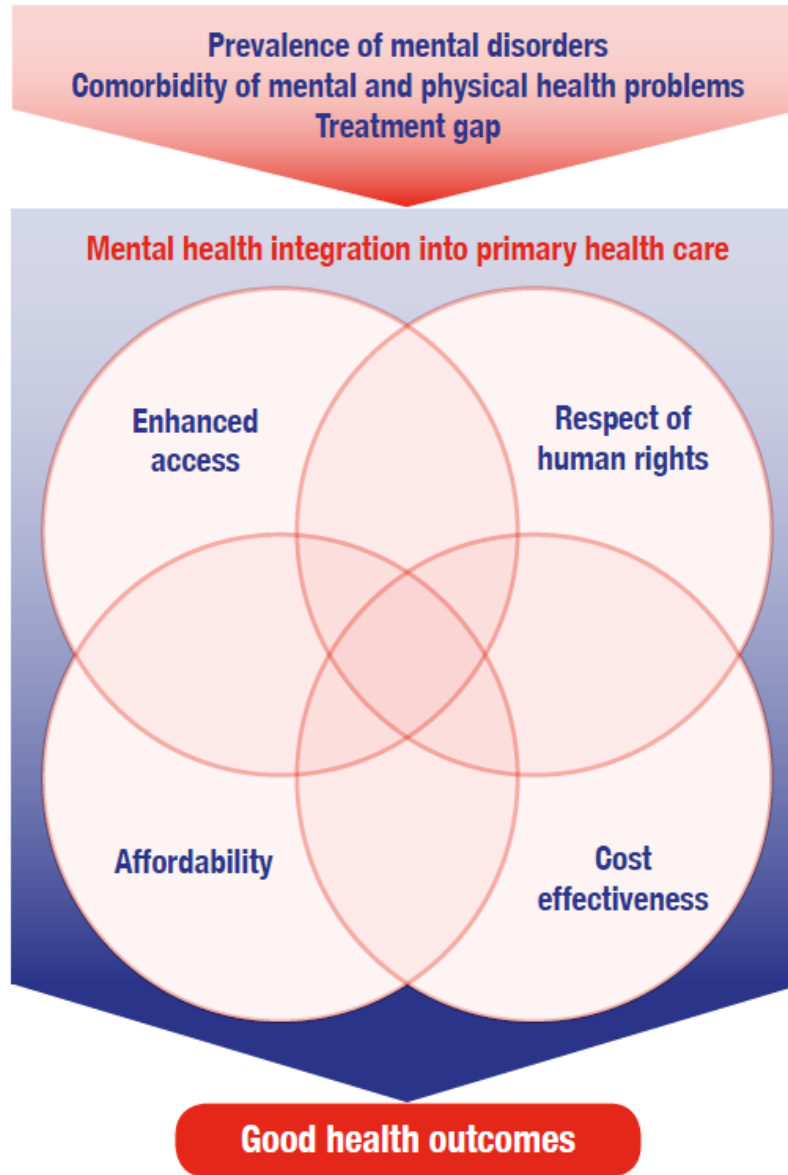 Prevalence of mental disorders
Comorbidity of mental and physical health problems
Treatment gap
Mental health integration into primary health care
Enhanced
access
Respect of
human rights
Affordability
Cost
effectiveness
Good health outcomes